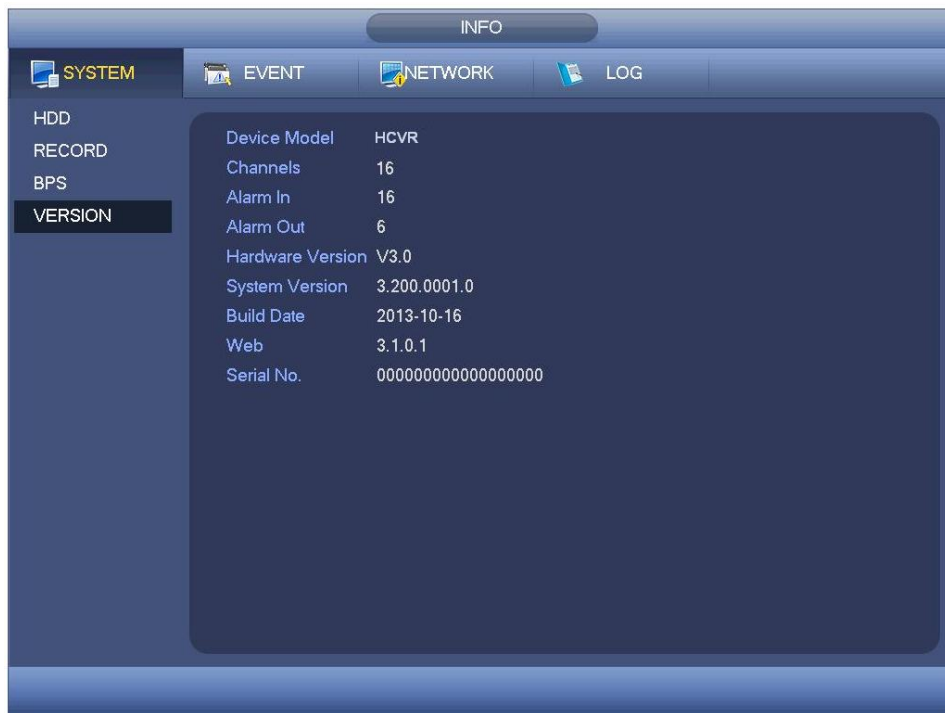 INFO
SYSTEM EVENT NETWORK LOG
HDD
RECORD
BPS
VERSION
Device Model HCVR
Channels 16
Alarm In 16
Alarm Out 6
Hardware Version V3.0
System Version 3.200.0001.0
Build Date 2013-10-16
Web 3.1.0.1
Serial No. 000000000000000000